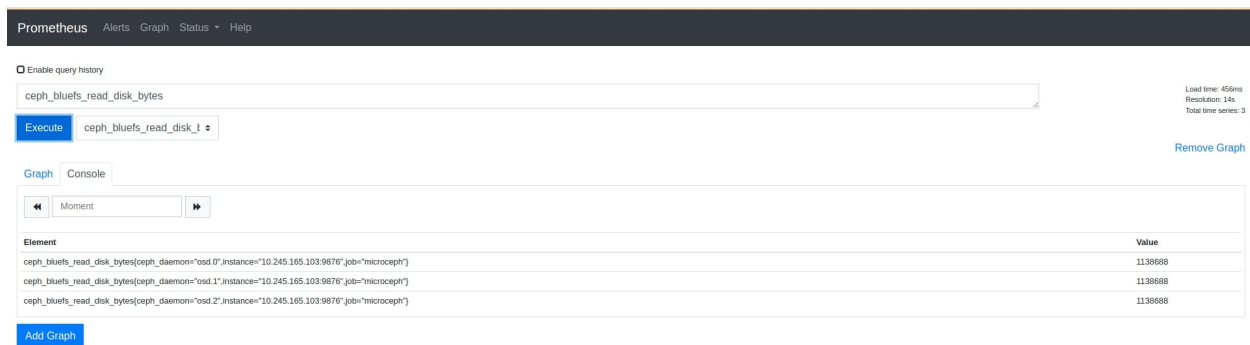 Prometheus Alerts Graph Status Help
Enable query history
ceph_bluefs_read_disk_bytes
Load time: 456ms
Resolution: 14s
Total time series: 3
Execute ceph_bluefs_read_disk_t
Remove Graph
Graph Console
Moment
Element Value
ceph_bluefs_read_disk_bytes{ceph_daemon="osd.0",instance="10.245.165.103:9876",job="microceph"} 1138688
ceph_bluefs_read_disk_bytes{ceph_daemon="osd.1",instance="10.245.165.103:9876",job="microceph"} 1138688
ceph_bluefs_read_disk_bytes{ceph_daemon="osd.2",instance="10.245.165.103:9876",job="microceph"} 1138688
Add Graph